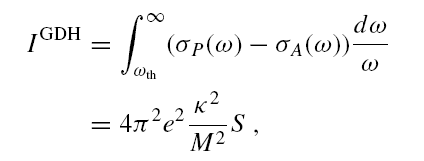 I^GDH = ∫_{ω_th}^{∞} (σ_P(ω) − σ_A(ω)) dω/ω
= 4π²e² κ²/M² S ,